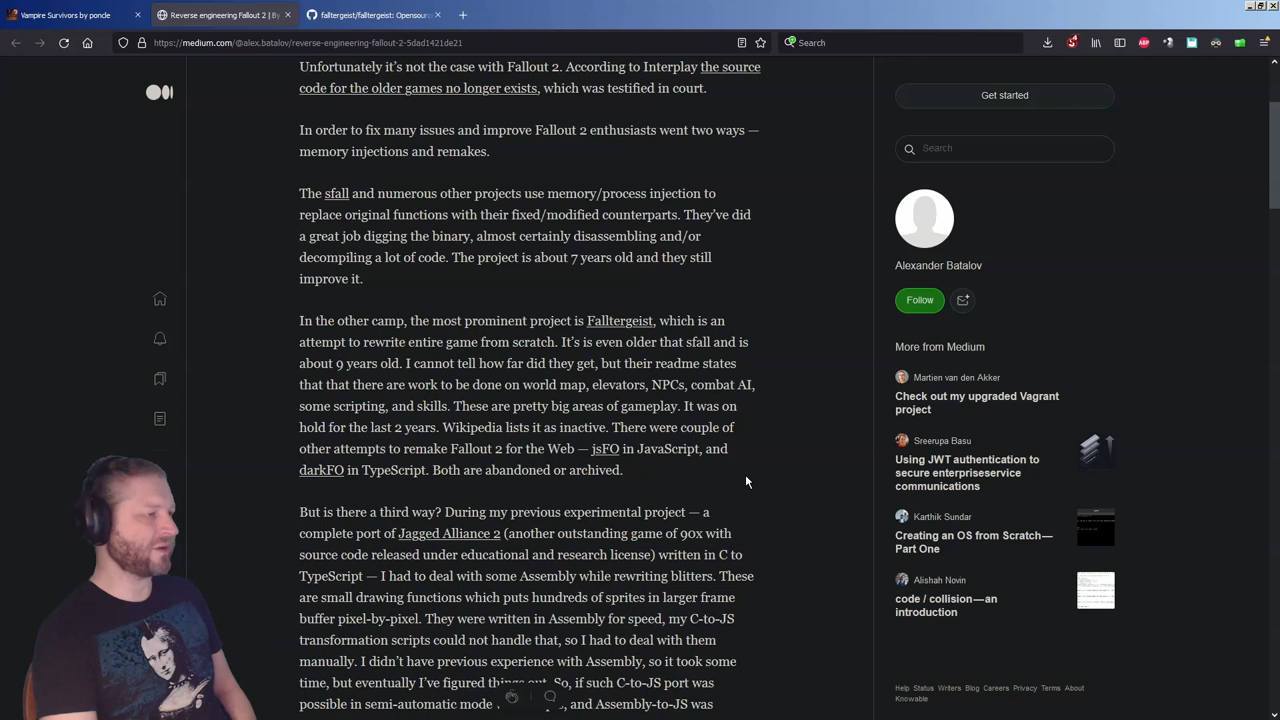 Vampire Survivors by poncle
Reverse engineering Fallout 2 | By
falltergeist/falltergeist: Opensourc
https://medium.com/@alex.batalov/reverse-engineering-fallout-2-5dad1421de21
Search
Unfortunately it's not the case with Fallout 2. According to Interplay the source
code for the older games no longer exists, which was testified in court.
In order to fix many issues and improve Fallout 2 enthusiasts went two ways —
memory injections and remakes.
The sfall and numerous other projects use memory/process injection to
replace original functions with their fixed/modified counterparts. They've did
a great job digging the binary, almost certainly disassembling and/or
decompiling a lot of code. The project is about 7 years old and they still
improve it.
In the other camp, the most prominent project is Falltergeist, which is an
attempt to rewrite entire game from scratch. It's is even older that sfall and is
about 9 years old. I cannot tell how far did they get, but their readme states
that that there are work to be done on world map, elevators, NPCs, combat AI,
some scripting, and skills. These are pretty big areas of gameplay. It was on
hold for the last 2 years. Wikipedia lists it as inactive. There were couple of
other attempts to remake Fallout 2 for the Web — jsFO in JavaScript, and
darkFO in TypeScript. Both are abandoned or archived.
But is there a third way? During my previous experimental project — a
complete port Jagged Alliance 2 (another outstanding game of 90x with
source code released under educational and research license) written in C to
TypeScript — I had to deal with some Assembly while rewriting blitters. These
are small drawing functions which puts hundreds of sprites in larger frame
buffer pixel-by-pixel. They were written in Assembly for speed, my C-to-JS
transformation scripts could not handle that, so I had to deal with them
manually. I didn't have previous experience with Assembly, so it took some
time, but eventually I've figured things out. So, if such C-to-JS port was
possible in semi-automatic mode, and Assembly-to-JS was
Get started
Search
Alexander Batalov
Follow
More from Medium
Martien van den Akker
Check out my upgraded Vagrant
project
Sreerupa Basu
Using JWT authentication to
secure enterpriseservice
communications
Karthik Sundar
Creating an OS from Scratch —
Part One
Alishah Novin
code / collision — an
introduction
Help Status Writers Blog Careers Privacy Terms About
Knowable